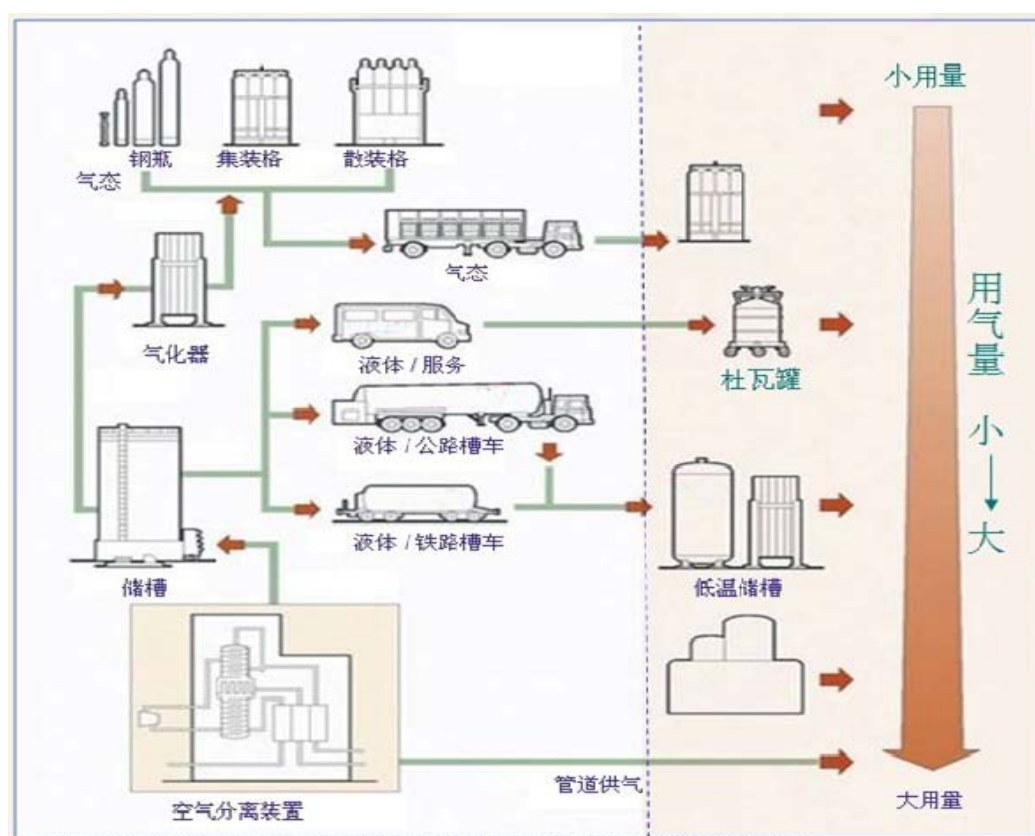 小用量
钢瓶
集装格
散装格
气态
气态
用气量 小 大
气化器
液体 / 服务
杜瓦罐
液体 / 公路槽车
液体 / 铁路槽车
储槽
低温储槽
管道供气
大用量
空气分离装置